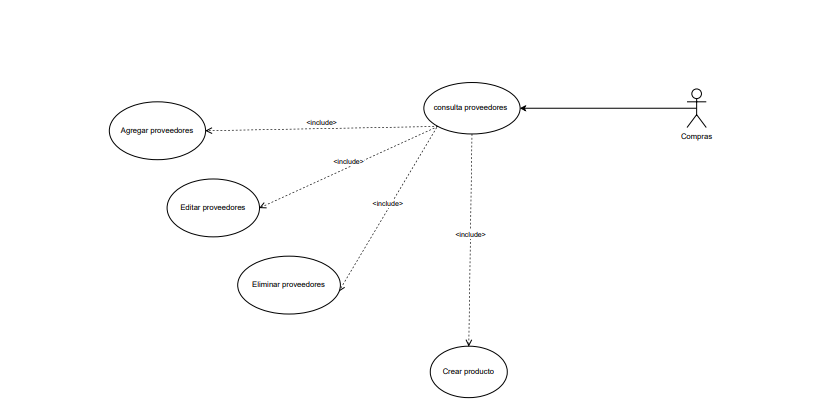 consulta proveedores
<include>
Agregar proveedores
Compras
<include>
<include>
Editar proveedores
<include>
Eliminar proveedores
Crear producto